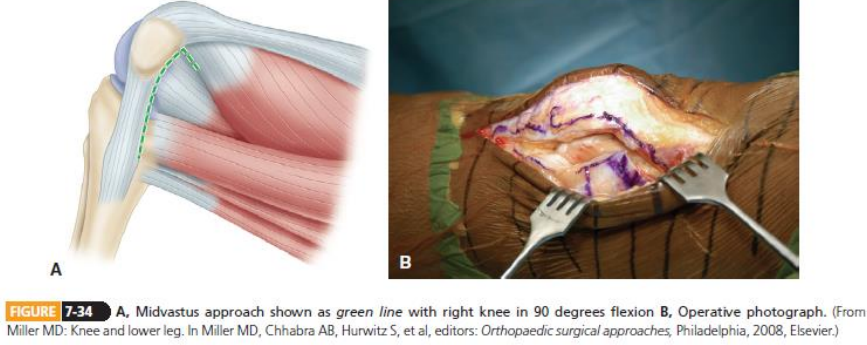 A
B
FIGURE 7-34 A, Midvastus approach shown as green line with right knee in 90 degrees flexion B, Operative photograph. (From
Miller MD: Knee and lower leg. In Miller MD, Chhabra AB, Hurwitz S, et al, editors: Orthopaedic surgical approaches, Philadelphia, 2008, Elsevier.)